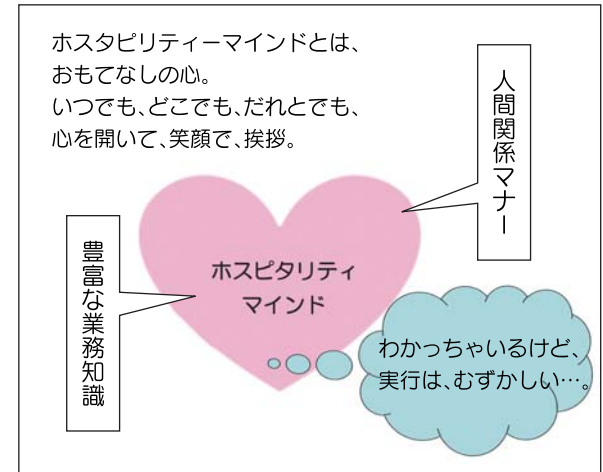 ホスタピリティーマインドとは、
おもてなしの心。
いつでも、どこでも、だれとでも、
心を開いて、笑顔で、挨拶。
人間関係マナー
豊富な業務知識
ホスピタリティ
マインド
わかっちゃいるけど、
実行は、むずかしい…。